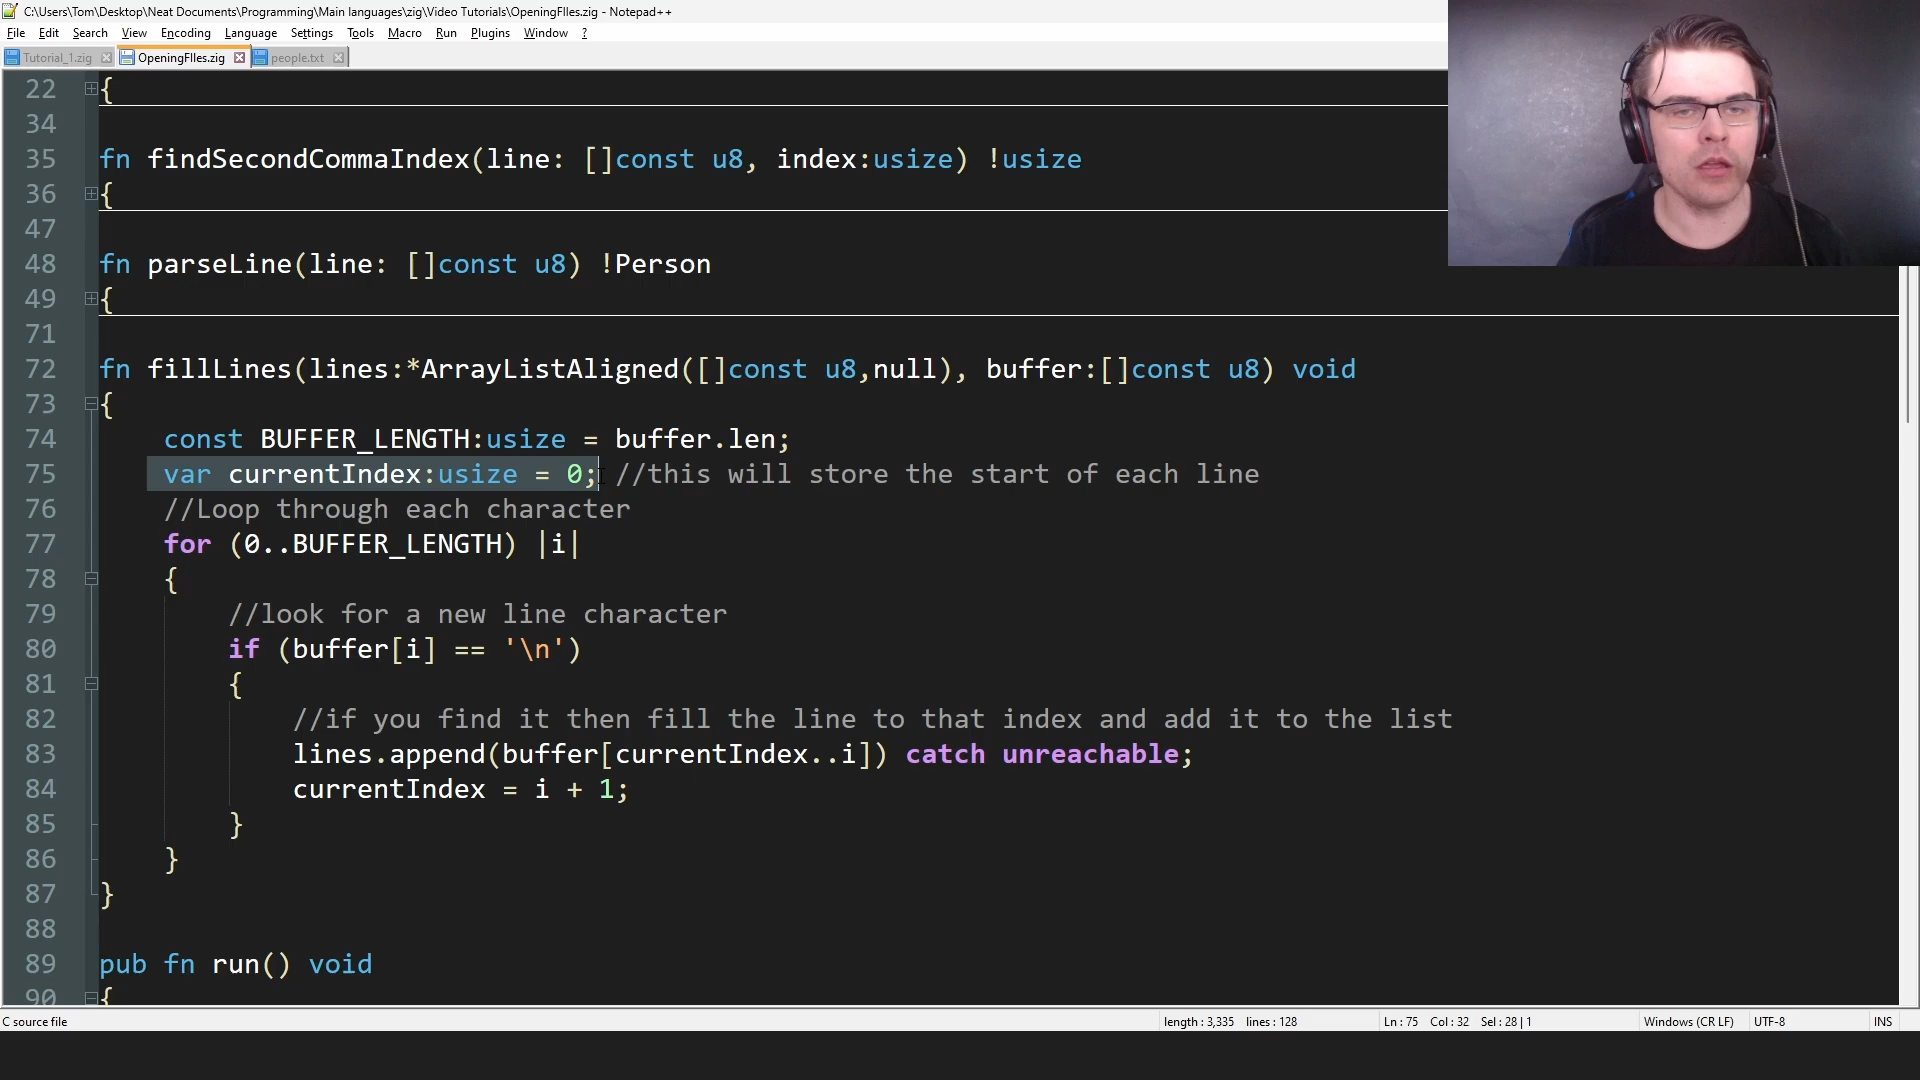 C:\Users\Tom\Desktop\Neat Documents\Programming\Main languages\zig\Video Tutorials\OpeningFIles.zig - Notepad++
File Edit Search View Encoding Language Settings Tools Macro Run Plugins Window ?
Tutorial_1.zig OpeningFIles.zig people.txt
22 {
34
35 fn findSecondCommaIndex(line: []const u8, index:usize) !usize
36 {
47
48 fn parseLine(line: []const u8) !Person
49 {
71
72 fn fillLines(lines:*ArrayListAligned([]const u8,null), buffer:[]const u8) void
73 {
74 const BUFFER_LENGTH:usize = buffer.len;
75 var currentIndex:usize = 0; //this will store the start of each line
76 //Loop through each character
77 for (0..BUFFER_LENGTH) |i|
78 {
79 //look for a new line character
80 if (buffer[i] == '\n')
81 {
82 //if you find it then fill the line to that index and add it to the list
83 lines.append(buffer[currentIndex..i]) catch unreachable;
84 currentIndex = i + 1;
85 }
86 }
87 }
88
89 pub fn run() void
90 {
C source file length : 3,335 lines : 128 Ln : 75 Col : 32 Sel : 28 | 1 Windows (CR LF) UTF-8 INS